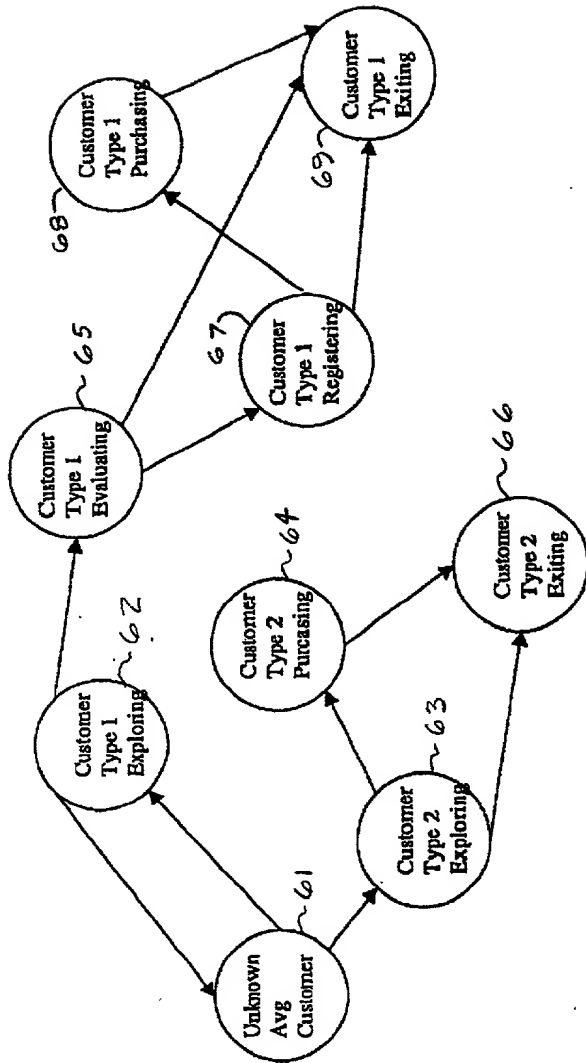 Unknown
Avg
Customer
61
Customer
Type 1
Exploring
62
Customer
Type 2
Exploring
63
Customer
Type 2
Purcasing
64
Customer
Type 1
Evaluating
65
Customer
Type 2
Exiting
66
Customer
Type 1
Registering
67
Customer
Type 1
Purchasing
68
Customer
Type 1
Exiting
69